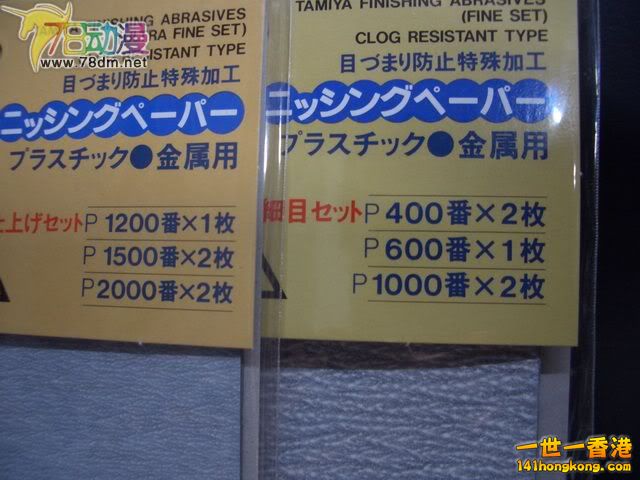 78动漫
www.78dm.net
RA FINE SET)
SISTANT TYPE
目づまり防止特殊加工
ニッシングペーパー
プラスチック●金属用
上げセット P 1200番×1枚
P 1500番×2枚
P 2000番×2枚
TAMIYA FINISHING ABRASIVES
(FINE SET)
CLOG RESISTANT TYPE
目づまり防止特殊加工
ニッシングペーパー
プラスチック●金属用
細目セット P 400番×2枚
P 600番×1枚
P 1000番×2枚
一世一香港
141hongkong.com